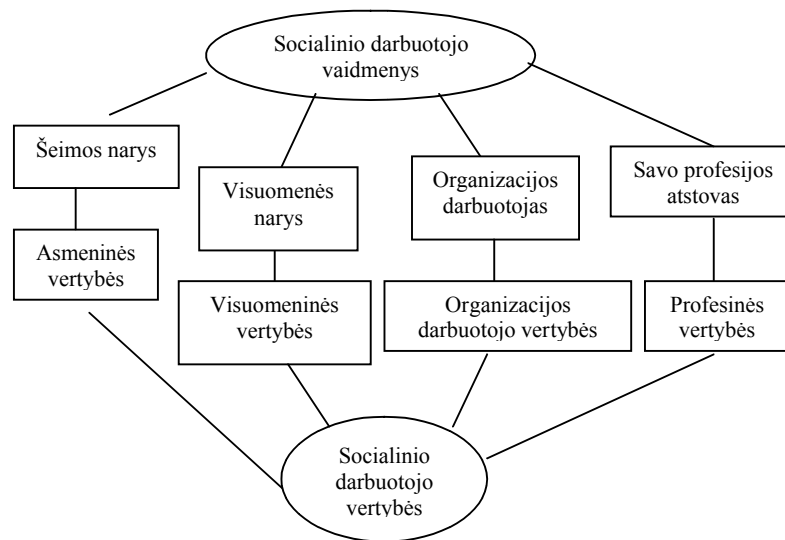 Socialinio darbuotojo
vaidmenys
Šeimos narys
Visuomenės
narys
Organizacijos
darbuotojas
Savo profesijos
atstovas
Asmeninės
vertybės
Visuomeninės
vertybės
Organizacijos
darbuotojo vertybės
Profesinės
vertybės
Socialinio
darbuotojo
vertybės